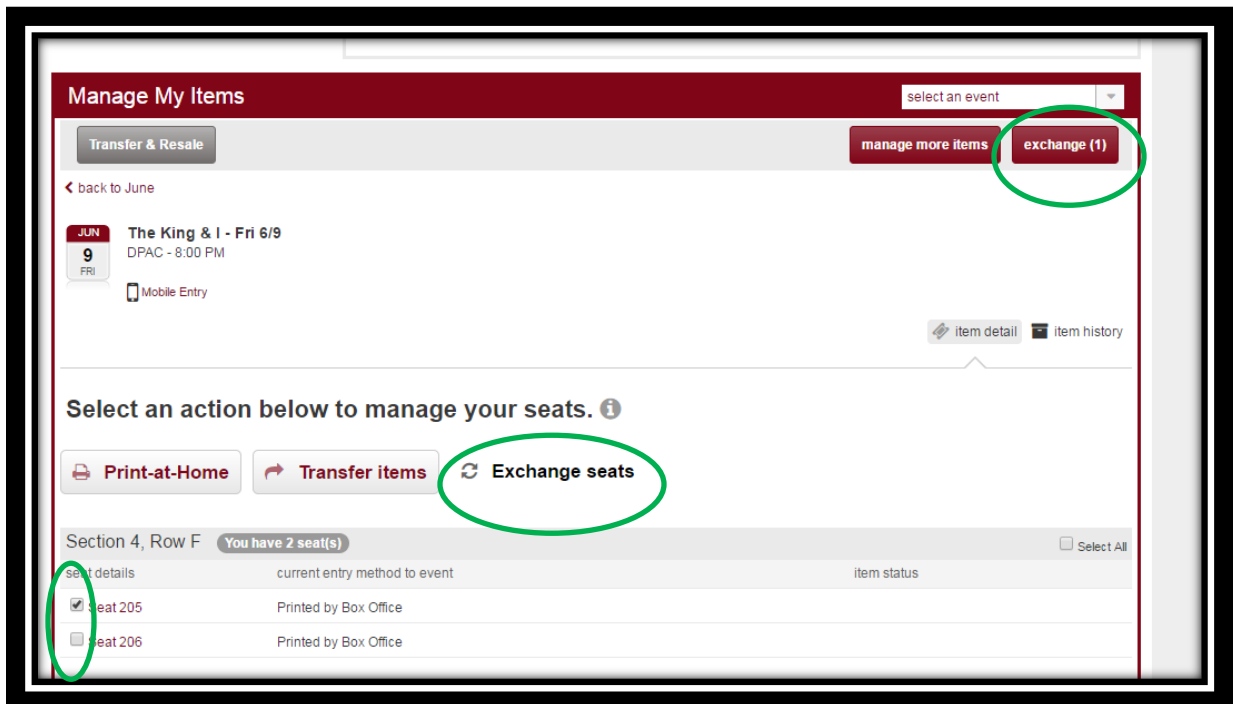 Manage My Items
select an event
Transfer & Resale
manage more items
exchange (1)
back to June
JUN
9
FRI
The King & I - Fri 6/9
DPAC - 8:00 PM
Mobile Entry
item detail
item history
Select an action below to manage your seats.
Print-at-Home
Transfer items
Exchange seats
Section 4, Row F You have 2 seat(s)
Select All
seat details current entry method to event item status
Seat 205 Printed by Box Office
Seat 206 Printed by Box Office